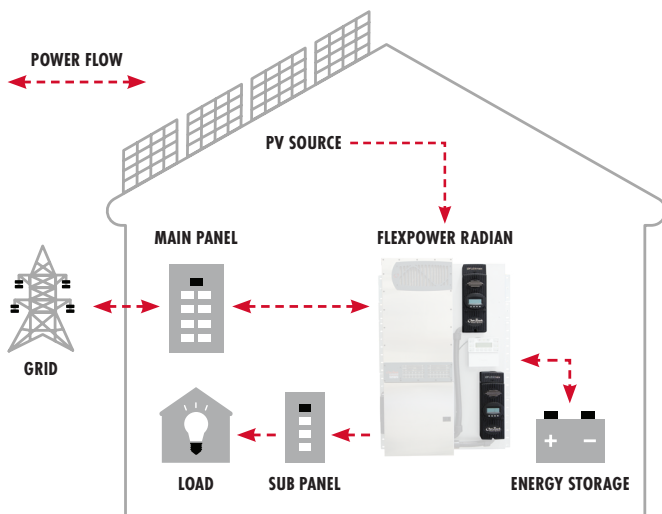 POWER FLOW
PV SOURCE
MAIN PANEL
FLEXPOWER RADIAN
GRID
LOAD
SUB PANEL
ENERGY STORAGE
+ −